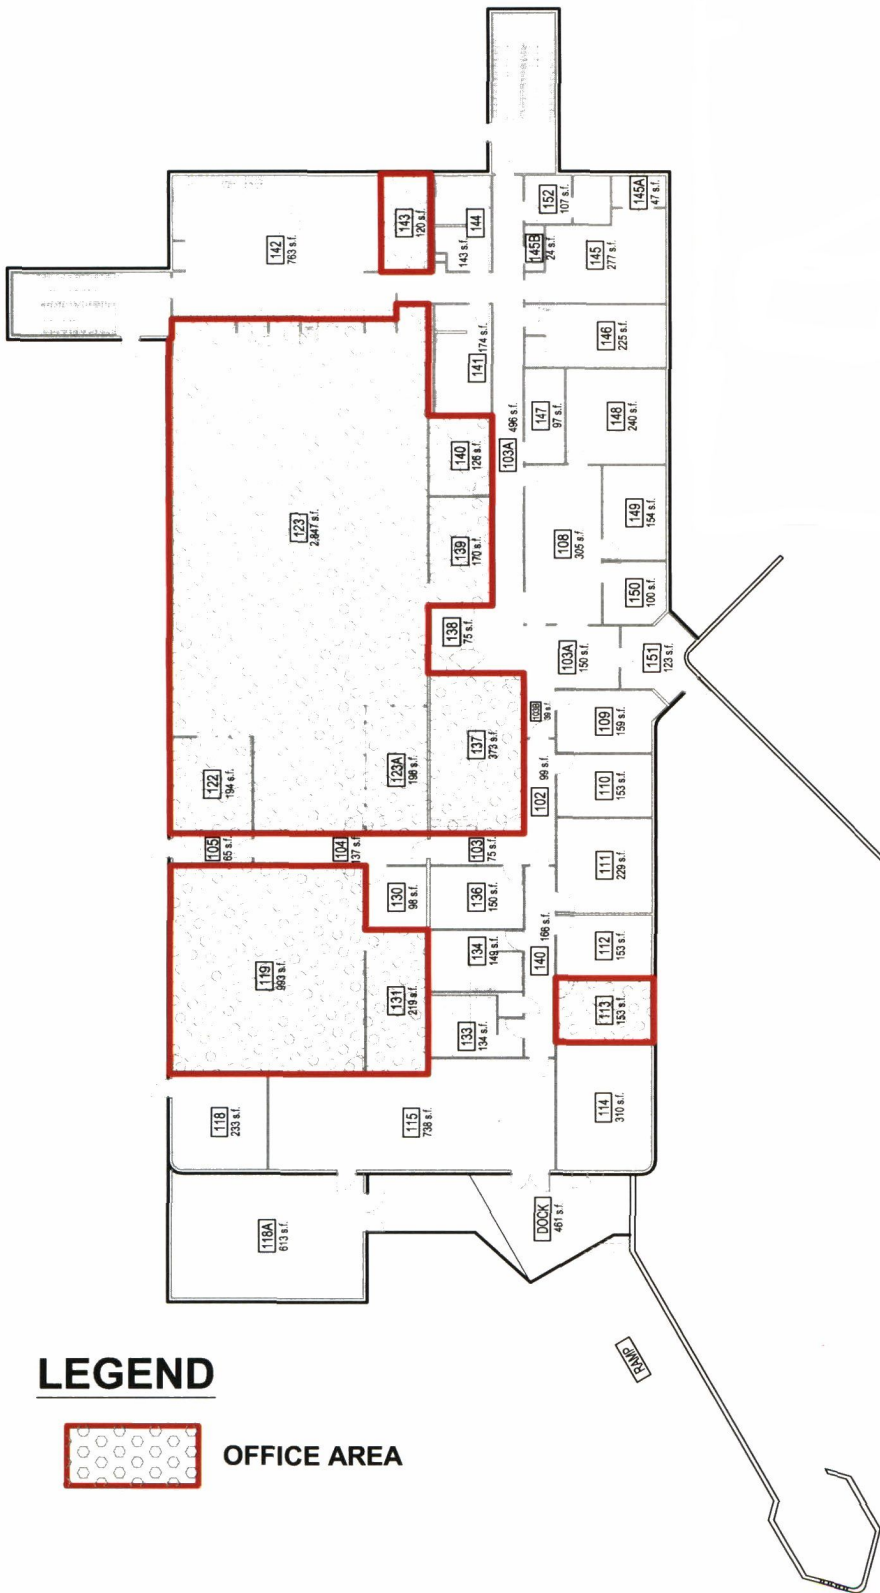 142
763 s.f.
143
120 s.f.
144
143 s.f.
152
107 s.f.
145A
47 s.f.
145B
24 s.f.
145
277 s.f.
146
225 s.f.
141
174 s.f.
147
97 s.f.
148
240 s.f.
496 s.f.
103A
140
126 s.f.
123
2,847 s.f.
139
170 s.f.
108
305 s.f.
149
154 s.f.
150
100 s.f.
138
75 s.f.
103A
150 s.f.
151
123 s.f.
103B
39 s.f.
109
159 s.f.
137
373 s.f.
123A
198 s.f.
122
194 s.f.
99 s.f.
102
110
153 s.f.
105
65 s.f.
104
137 s.f.
103
75 s.f.
111
229 s.f.
130
98 s.f.
136
150 s.f.
166 s.f.
140
134
149 s.f.
112
153 s.f.
119
993 s.f.
131
219 s.f.
133
134 s.f.
113
153 s.f.
118
233 s.f.
115
738 s.f.
114
310 s.f.
118A
613 s.f.
DOCK
461 s.f.
RAMP
LEGEND
OFFICE AREA